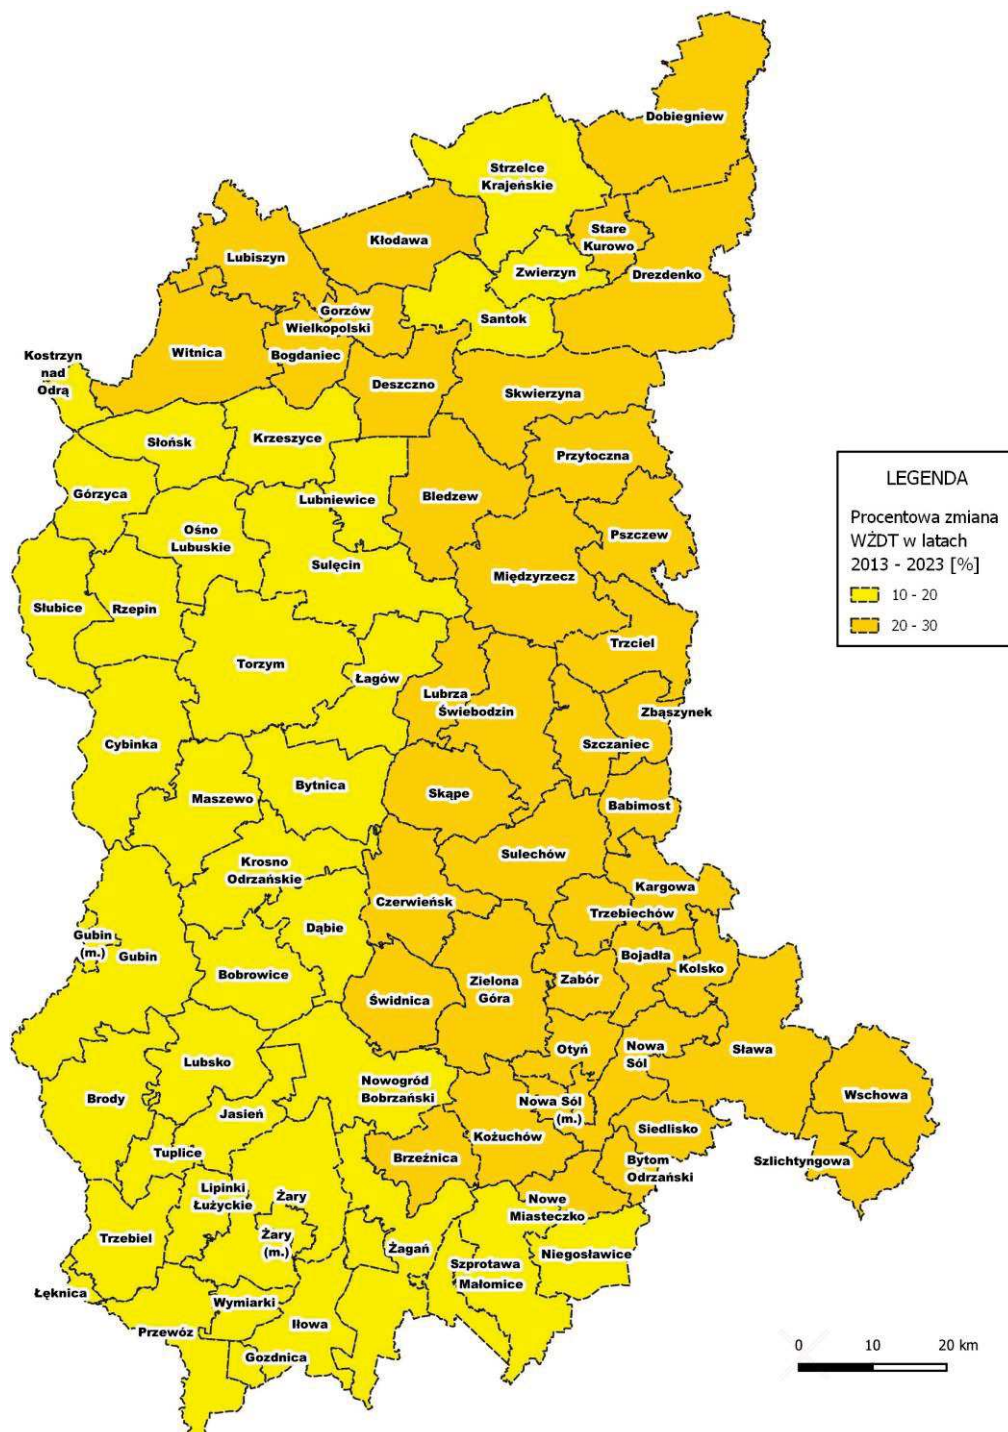 Dobiegniew
Strzelce
Krajeńskie
Stare
Kurowo
Kłodawa
Lubiszyn
Zwierzyn
Drezdenko
Gorzów
Wielkopolski
Santok
Witnica
Bogdaniec
Kostrzyn
nad
Odrą
Deszczno
Skwierzyna
Słońsk
Krzeszyce
Przytoczna
Górzyca
Lubniewice
Bledzew
Ośno
Lubuskie
Pszczew
Sulęcin
Międzyrzecz
Słubice
Rzepin
Trzciel
Torzym
Łagów
Lubrza
Świebodzin
Zbąszynek
Cybinka
Szczaniec
Bytnica
Skąpe
Maszewo
Babimost
Sulechów
Krosno
Odrzańskie
Kargowa
Czerwieńsk
Trzebiechów
Dąbie
Gubin
(m.)
Gubin
Bojadła
Kolsko
Bobrowice
Zielona
Góra
Zabór
Świdnica
Otyń
Nowa
Sól
Sława
Lubsko
Nowogród
Bobrzański
Brody
Nowa Sól
(m.)
Wschowa
Jasień
Siedlisko
Kożuchów
Tuplice
Brzeźnica
Bytom
Odrzański
Szlichtyngowa
Lipinki
Łużyckie
Żary
Nowe
Miasteczko
Trzebiel
Żary
(m.)
Żagań
Szprotawa
Małomice
Niegosławice
Łęknica
Wymiarki
Iłowa
Przewóz
Gozdnica
LEGENDA
Procentowa zmiana
WŻDT w latach
2013 - 2023 [%]
10 - 20
20 - 30
0 10 20 km